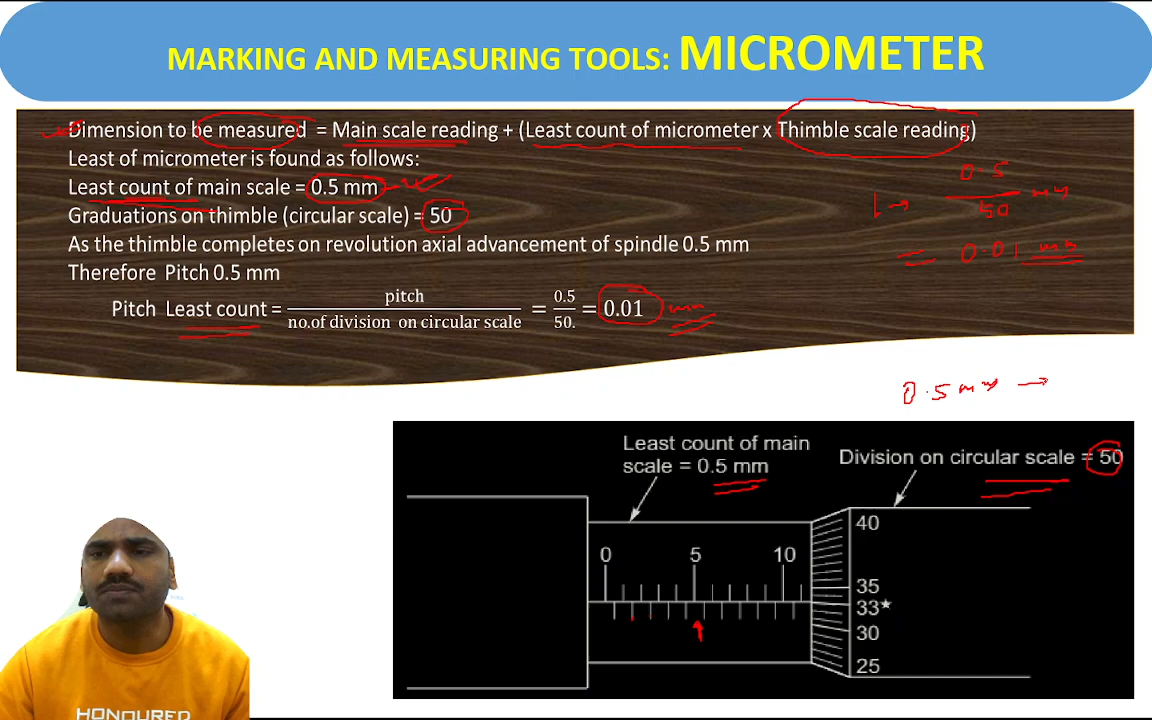 MARKING AND MEASURING TOOLS: MICROMETER
Dimension to be measured = Main scale reading + (Least count of micrometer x Thimble scale reading)
Least of micrometer is found as follows:
Least count of main scale = 0.5 mm
Graduations on thimble (circular scale) = 50
As the thimble completes on revolution axial advancement of spindle 0.5 mm
Therefore Pitch 0.5 mm
Pitch Least count = pitch / no.of division on circular scale = 0.5 / 50. = 0.01 mm
1 → 0.5 / 50 mm
= 0.01 mm
0.5 mm →
Least count of main
scale = 0.5 mm
Division on circular scale = 50
0 5 10
40
35
33*
30
25
HONOURED